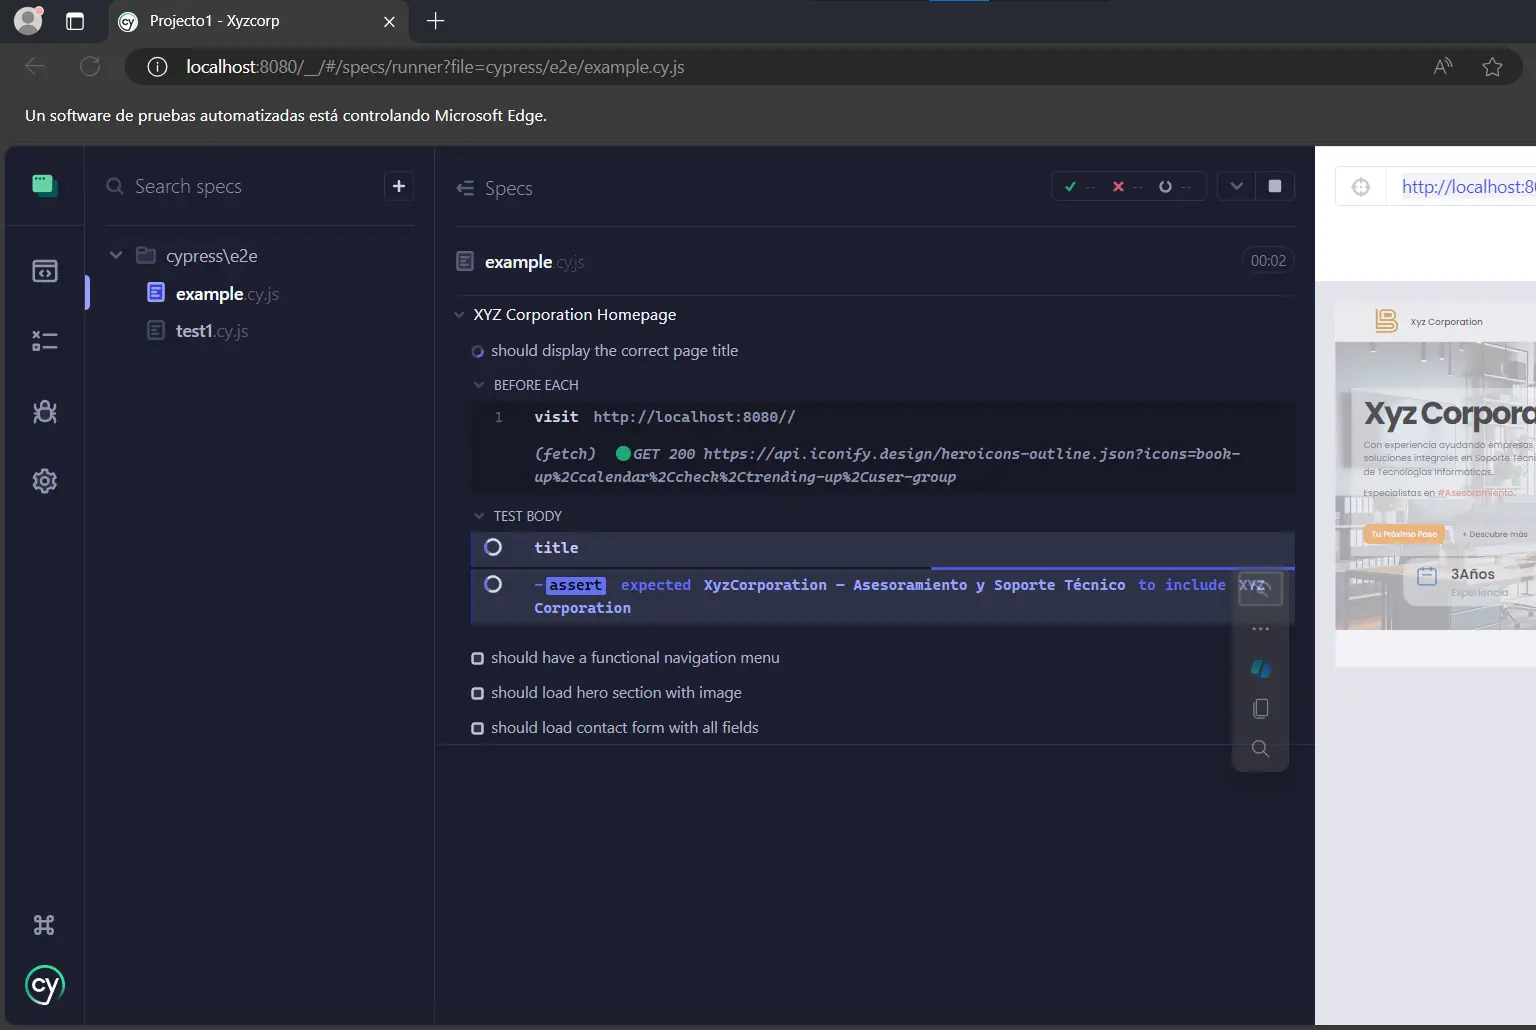 Projecto1 - Xyzcorp
localhost:8080/__/#/specs/runner?file=cypress/e2e/example.cy.js
Un software de pruebas automatizadas está controlando Microsoft Edge.
Search specs
cypress\e2e
example.cy.js
test1.cy.js
Specs
-- -- --
example.cy.js
00:02
XYZ Corporation Homepage
should display the correct page title
BEFORE EACH
1 visit http://localhost:8080//
(fetch) GET 200 https://api.iconify.design/heroicons-outline.json?icons=book-
up%2Ccalendar%2Ccheck%2Ctrending-up%2Cuser-group
TEST BODY
title
-assert expected XyzCorporation – Asesoramiento y Soporte Técnico to include XYZ
Corporation
should have a functional navigation menu
should load hero section with image
should load contact form with all fields
cy
http://localhost:8
Xyz Corporation
Xyz Corpora
Con experiencia ayudando empresas
soluciones integrales en Soporte Técni
de Tecnologías Informáticas.
Especialistas en #Asesoramiento.
Tu Próximo Paso
+ Descubre más
3Años
Experiencia